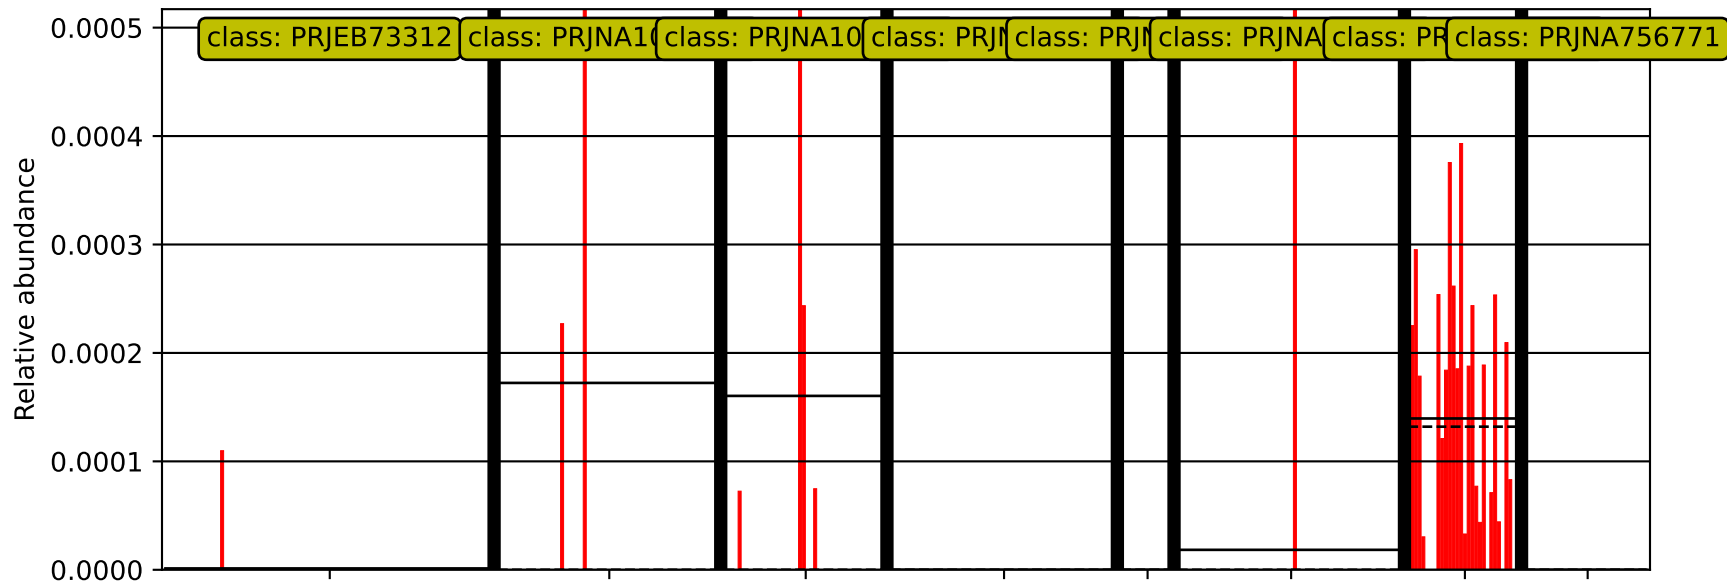 0.0005
class: PRJEB73312
class: PRJNA10
class: PRJNA10
class: PRJN
class: PRJN
class: PRJNA
class: PR
class: PRJNA756771
0.0004
0.0003
0.0002
0.0001
0.0000
Relative abundance